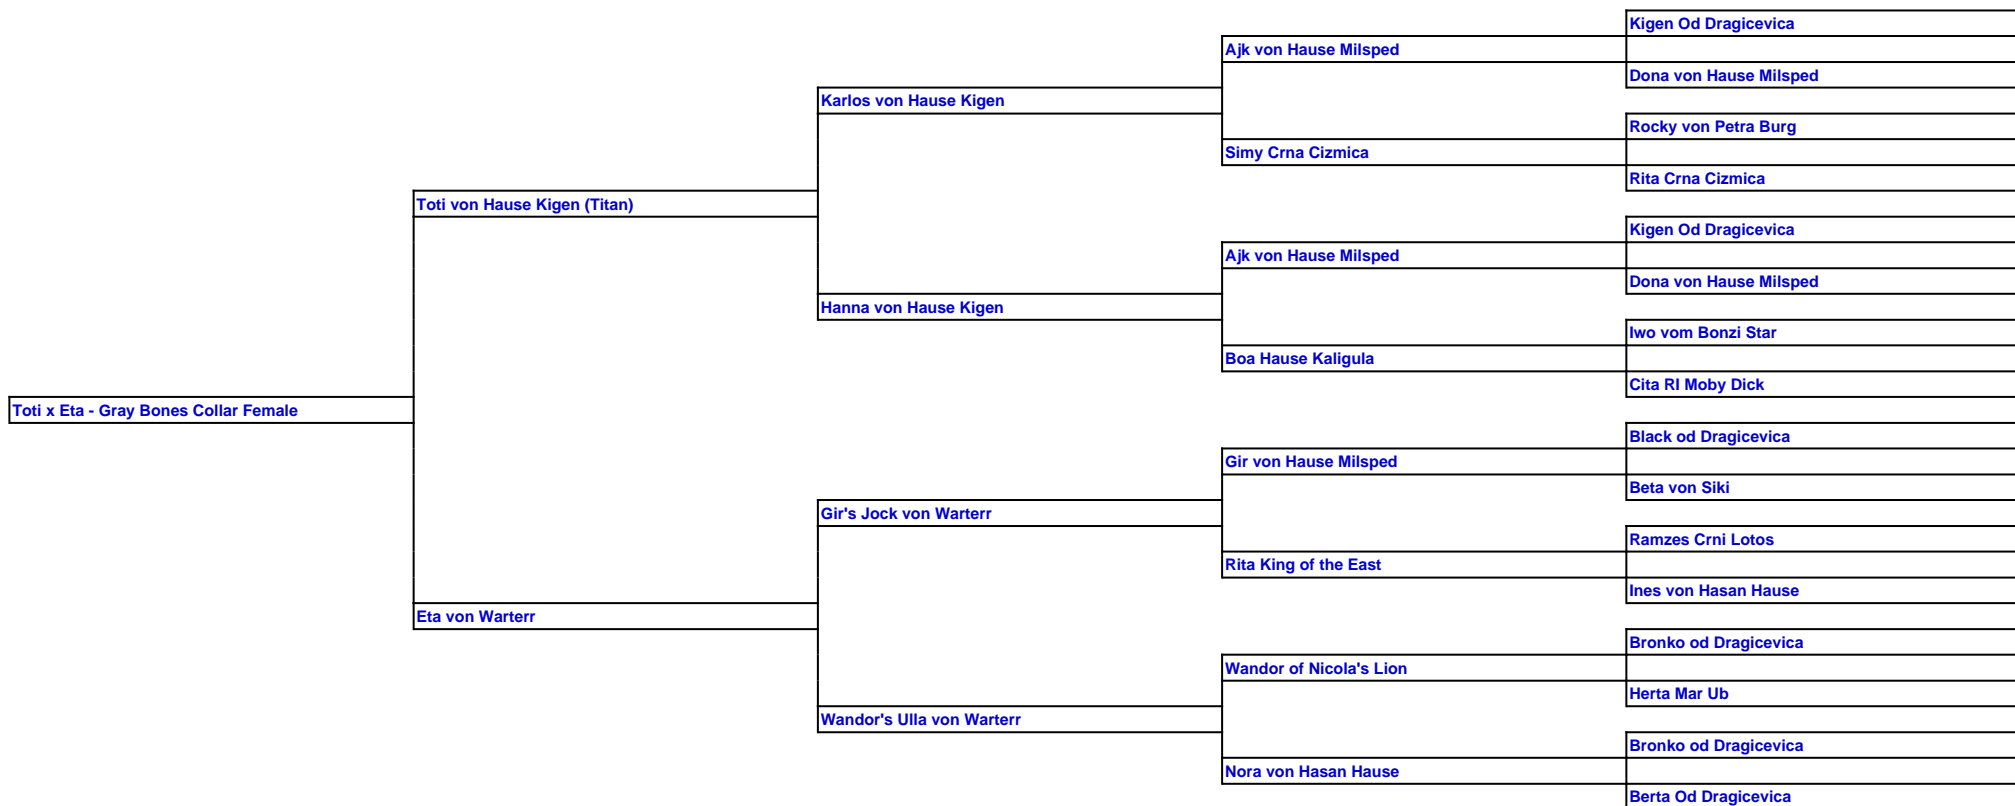 Kigen Od Dragicevica
Ajk von Hause Milsped
Dona von Hause Milsped
Karlos von Hause Kigen
Rocky von Petra Burg
Simy Crna Cizmica
Rita Crna Cizmica
Toti von Hause Kigen (Titan)
Kigen Od Dragicevica
Ajk von Hause Milsped
Dona von Hause Milsped
Hanna von Hause Kigen
Iwo vom Bonzi Star
Boa Hause Kaligula
Cita RI Moby Dick
Toti x Eta - Gray Bones Collar Female
Black od Dragicevica
Gir von Hause Milsped
Beta von Siki
Gir's Jock von Warterr
Ramzes Crni Lotos
Rita King of the East
Ines von Hasan Hause
Eta von Warterr
Bronko od Dragicevica
Wandor of Nicola's Lion
Herta Mar Ub
Wandor's Ulla von Warterr
Bronko od Dragicevica
Nora von Hasan Hause
Berta Od Dragicevica